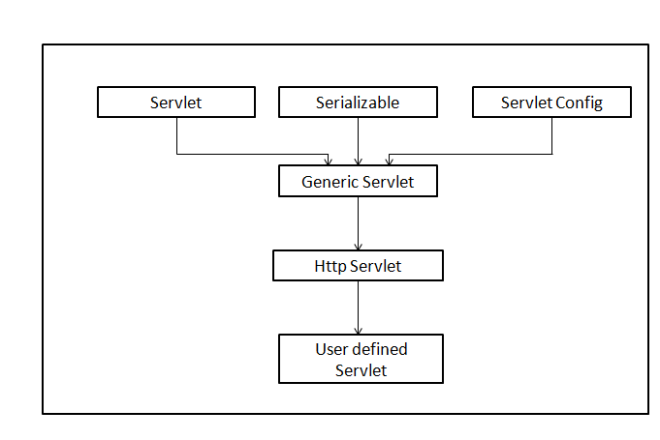 Servlet
Serializable
Servlet Config
Generic Servlet
Http Servlet
User defined
Servlet